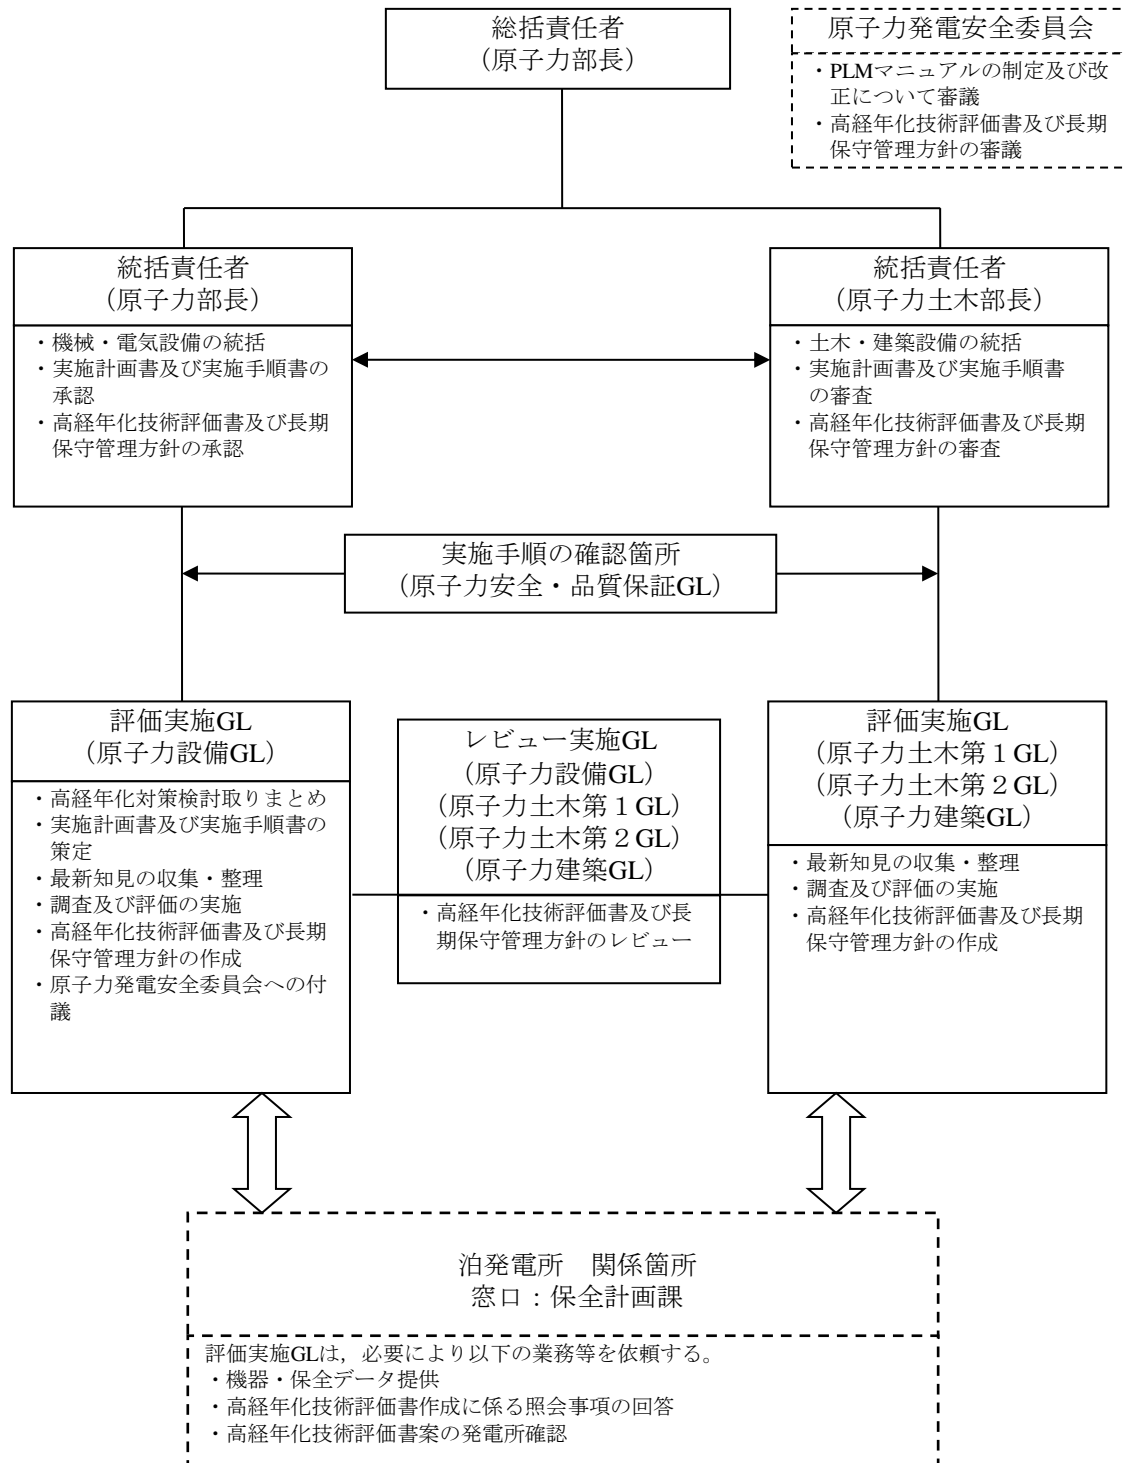 総括責任者
（原子力部長）
原子力発電安全委員会
・PLMマニュアルの制定及び改
正について審議
・高経年化技術評価書及び長期
保守管理方針の審議
統括責任者
（原子力部長）
・機械・電気設備の統括
・実施計画書及び実施手順書の
承認
・高経年化技術評価書及び長期
保守管理方針の承認
統括責任者
（原子力土木部長）
・土木・建築設備の統括
・実施計画書及び実施手順書
の審査
・高経年化技術評価書及び長期
保守管理方針の審査
実施手順の確認箇所
（原子力安全・品質保証GL）
評価実施GL
（原子力設備GL）
・高経年化対策検討取りまとめ
・実施計画書及び実施手順書の
策定
・最新知見の収集・整理
・調査及び評価の実施
・高経年化技術評価書及び長期
保守管理方針の作成
・原子力発電安全委員会への付
議
レビュー実施GL
（原子力設備GL）
（原子力土木第１GL）
（原子力土木第２GL）
（原子力建築GL）
・高経年化技術評価書及び長
期保守管理方針のレビュー
評価実施GL
（原子力土木第１GL）
（原子力土木第２GL）
（原子力建築GL）
・最新知見の収集・整理
・調査及び評価の実施
・高経年化技術評価書及び長期
保守管理方針の作成
泊発電所　関係箇所
窓口：保全計画課
評価実施GLは，必要により以下の業務等を依頼する。
・機器・保全データ提供
・高経年化技術評価書作成に係る照会事項の回答
・高経年化技術評価書案の発電所確認